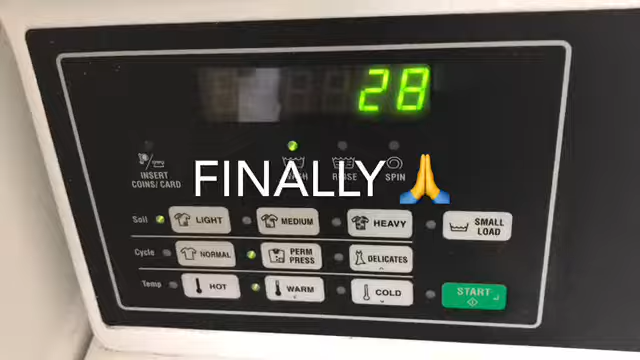 28
INSERT
COINS/ CARD
WASH
RINSE
SPIN
FINALLY🙏
Soil LIGHT MEDIUM HEAVY SMALL
LOAD
Cycle NORMAL PERM
PRESS DELICATES
Temp HOT WARM COLD START